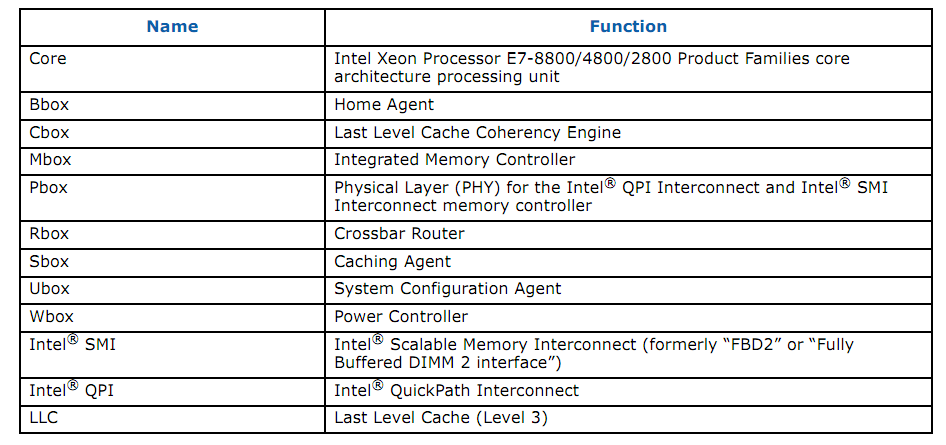 Name Function
Core Intel Xeon Processor E7-8800/4800/2800 Product Families core
architecture processing unit
Bbox Home Agent
Cbox Last Level Cache Coherency Engine
Mbox Integrated Memory Controller
Pbox Physical Layer (PHY) for the Intel® QPI Interconnect and Intel® SMI
Interconnect memory controller
Rbox Crossbar Router
Sbox Caching Agent
Ubox System Configuration Agent
Wbox Power Controller
Intel® SMI Intel® Scalable Memory Interconnect (formerly “FBD2” or “Fully
Buffered DIMM 2 interface”)
Intel® QPI Intel® QuickPath Interconnect
LLC Last Level Cache (Level 3)